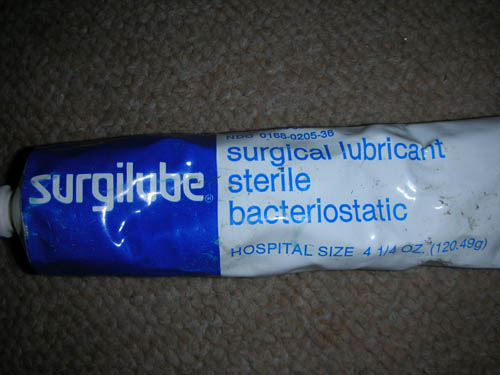 surgilube®
NDC 0168-0205-36
surgical lubricant
sterile
bacteriostatic
HOSPITAL SIZE 4 1/4 OZ. (120.49g)